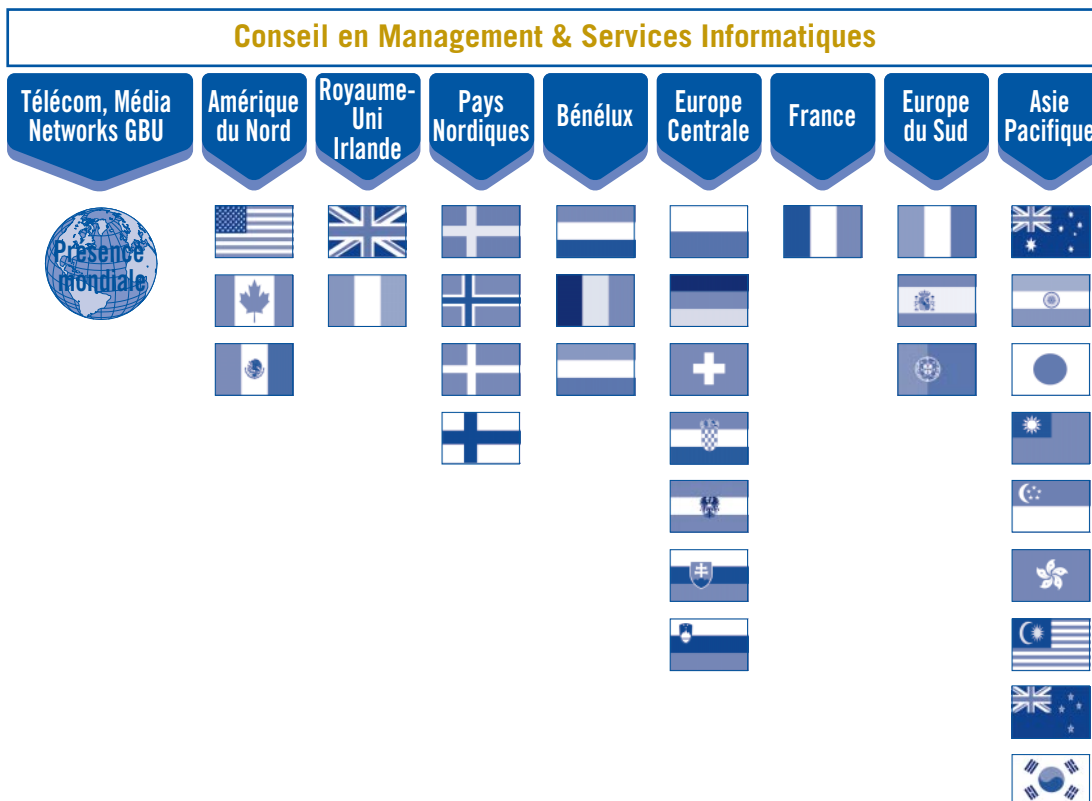 Conseil en Management & Services Informatiques
Télécom, Média
Networks GBU
Amérique
du Nord
Royaume-
Uni
Irlande
Pays
Nordiques
Bénélux
Europe
Centrale
France
Europe
du Sud
Asie
Pacifique
Présence
mondiale